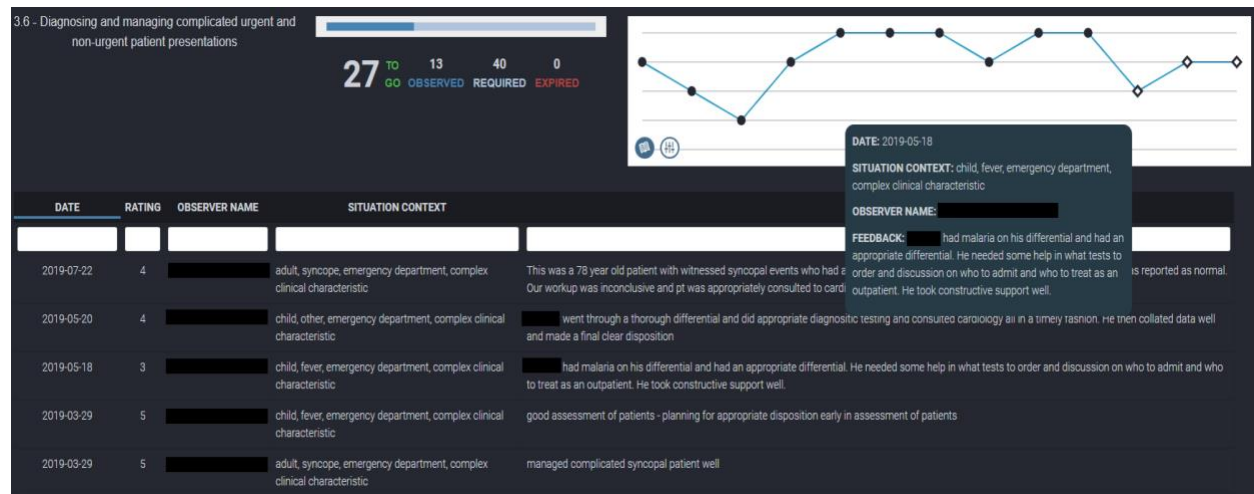 3.6 - Diagnosing and managing complicated urgent and
non-urgent patient presentations
27 TO GO
13 OBSERVED
40 REQUIRED
0 EXPIRED
DATE: 2019-05-18
SITUATION CONTEXT: child, fever, emergency department,
complex clinical characteristic
OBSERVER NAME:
FEEDBACK: had malaria on his differential and had an
appropriate differential. He needed some help in what tests to
order and discussion on who to admit and who to treat as an
outpatient. He took constructive support well.
DATE RATING OBSERVER NAME SITUATION CONTEXT
2019-07-22 4 adult, syncope, emergency department, complex
clinical characteristic
This was a 78 year old patient with witnessed syncopal events who had a s reported as normal.
Our workup was inconclusive and pt was appropriately consulted to cardi
2019-05-20 4 child, other, emergency department, complex clinical
characteristic
went through a thorough differential and did appropriate diagnositic testing and consulted cardiology all in a timely fashion. He then collated data well
and made a final clear disposition
2019-05-18 3 child, fever, emergency department, complex clinical
characteristic
had malaria on his differential and had an appropriate differential. He needed some help in what tests to order and discussion on who to admit and who
to treat as an outpatient. He took constructive support well.
2019-03-29 5 child, fever, emergency department, complex clinical
characteristic
good assessment of patients - planning for appropriate disposition early in assessment of patients
2019-03-29 5 adult, syncope, emergency department, complex
clinical characteristic
managed complicated syncopal patient well